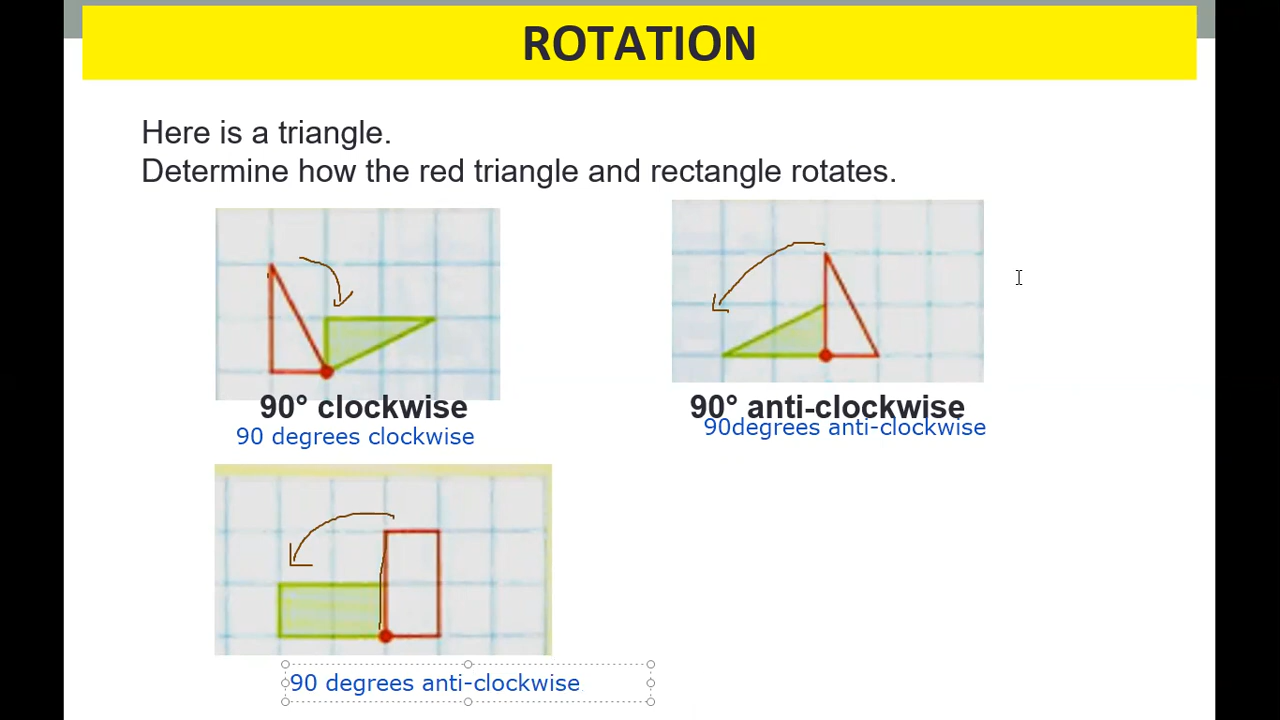 ROTATION
Here is a triangle.
Determine how the red triangle and rectangle rotates.
90° clockwise
90 degrees clockwise
90° anti-clockwise
90degrees anti-clockwise
90 degrees anti-clockwise